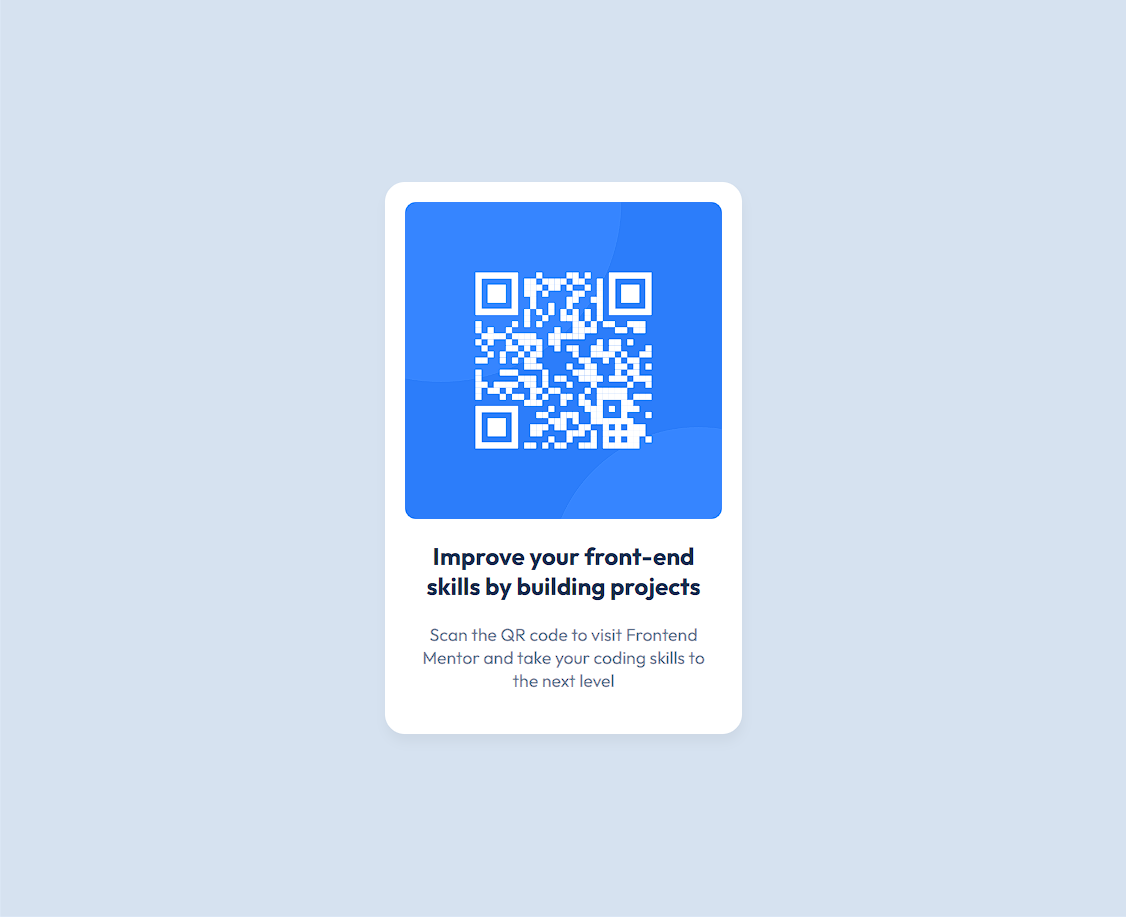 Improve your front-end
skills by building projects
Scan the QR code to visit Frontend
Mentor and take your coding skills to
the next level